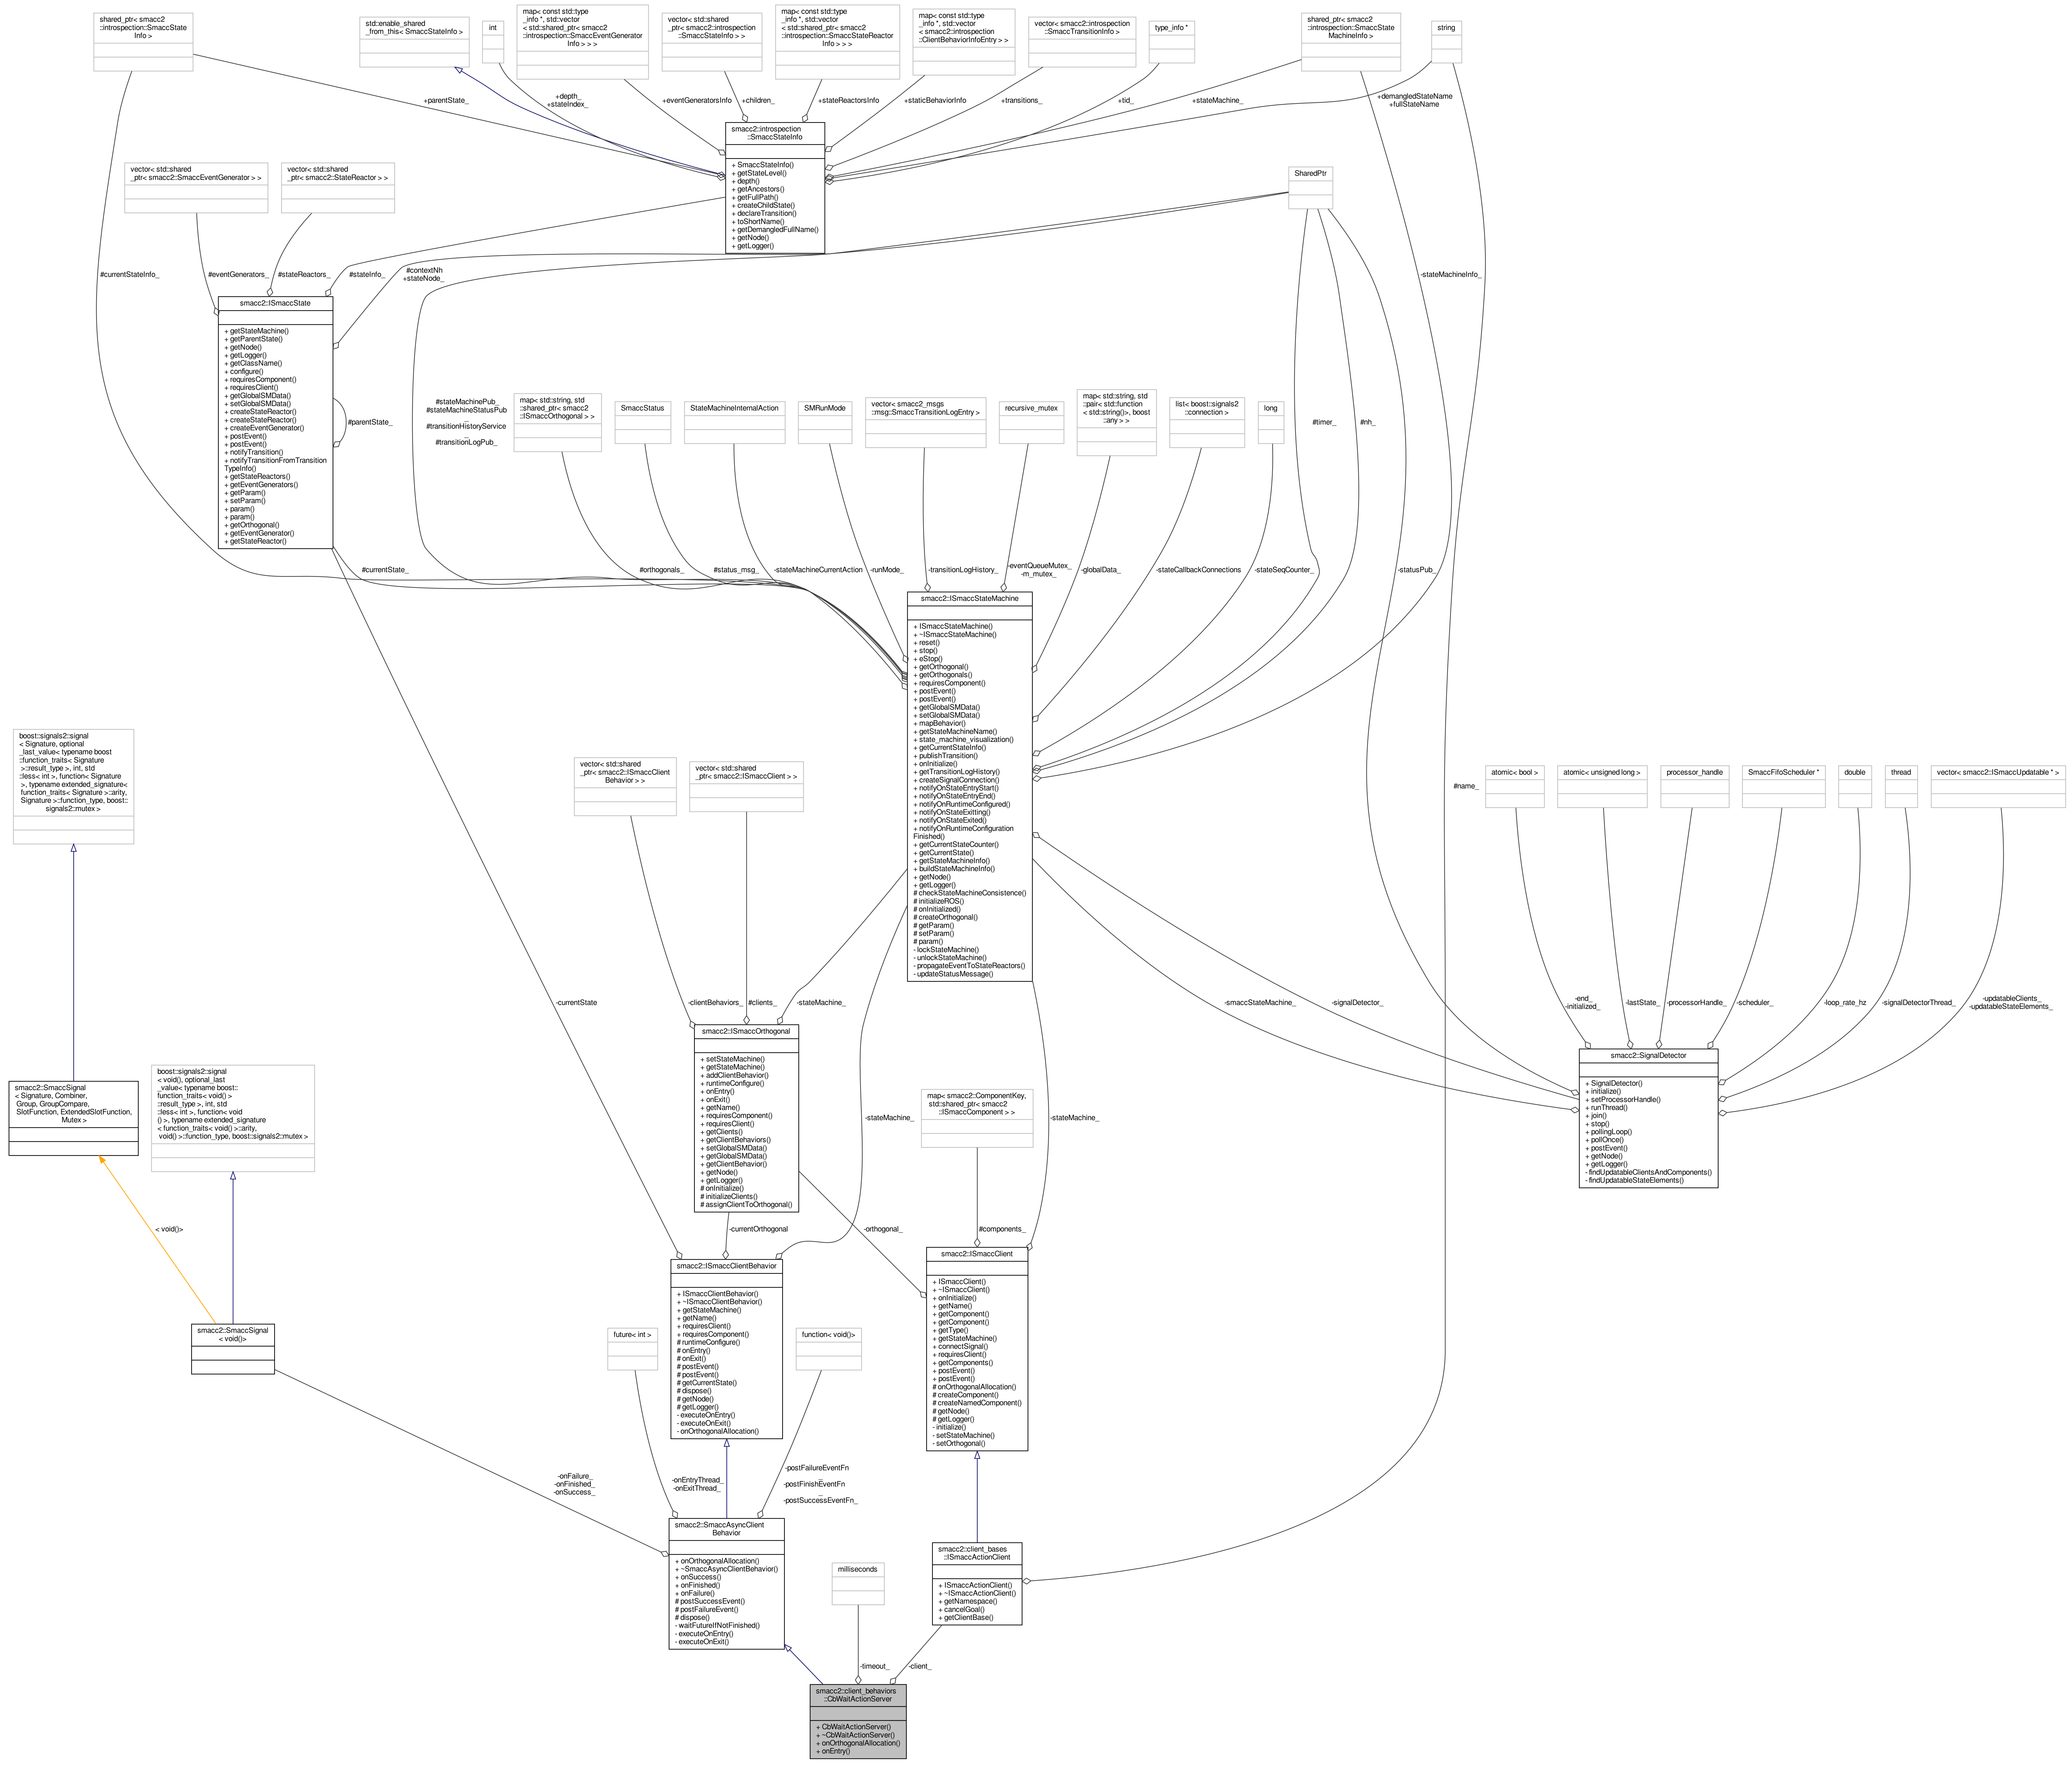 shared_ptr< smacc2
::introspection::SmaccState
Info >
std::enable_shared
_from_this< SmaccStateInfo >
int
map< const std::type
_info *, std::vector
< std::shared_ptr< smacc2
::introspection::SmaccEventGenerator
Info > > >
vector< std::shared
_ptr< smacc2::introspection
::SmaccStateInfo > >
map< const std::type
_info *, std::vector
< std::shared_ptr< smacc2
::introspection::SmaccStateReactor
Info > > >
map< const std::type
_info *, std::vector
< smacc2::introspection
::ClientBehaviorInfoEntry > >
vector< smacc2::introspection
::SmaccTransitionInfo >
type_info *
shared_ptr< smacc2
::introspection::SmaccState
MachineInfo >
string
+parentState_
+depth_
+stateIndex_
+eventGeneratorsInfo
+children_
+stateReactorsInfo
+staticBehaviorInfo
+transitions_
+tid_
+stateMachine_
+demangledStateName
+fullStateName
smacc2::introspection
::SmaccStateInfo
+ SmaccStateInfo()
+ getStateLevel()
+ depth()
+ getAncestors()
+ getFullPath()
+ createChildState()
+ declareTransition()
+ toShortName()
+ getDemangledFullName()
+ getNode()
+ getLogger()
vector< std::shared
_ptr< smacc2::SmaccEventGenerator > >
vector< std::shared
_ptr< smacc2::StateReactor > >
SharedPtr
#currentStateInfo_
#eventGenerators_
#stateReactors_
#stateInfo_
#contextNh
+stateNode_
-stateMachineInfo_
smacc2::ISmaccState
+ getStateMachine()
+ getParentState()
+ getNode()
+ getLogger()
+ getClassName()
+ configure()
+ requiresComponent()
+ requiresClient()
+ getGlobalSMData()
+ setGlobalSMData()
+ createStateReactor()
+ createStateReactor()
+ createEventGenerator()
+ postEvent()
+ postEvent()
+ notifyTransition()
+ notifyTransitionFromTransition
TypeInfo()
+ getStateReactors()
+ getEventGenerators()
+ getParam()
+ setParam()
+ param()
+ param()
+ getOrthogonal()
+ getEventGenerator()
+ getStateReactor()
#parentState_
#stateMachinePub_
#stateMachineStatusPub
_
#transitionHistoryService
_
#transitionLogPub_
map< std::string, std
::shared_ptr< smacc2
::ISmaccOrthogonal > >
SmaccStatus
StateMachineInternalAction
SMRunMode
vector< smacc2_msgs
::msg::SmaccTransitionLogEntry >
recursive_mutex
map< std::string, std
::pair< std::function
< std::string()>, boost
::any > >
list< boost::signals2
::connection >
long
#timer_
#nh_
#currentState_
#orthogonals_
#status_msg_
-stateMachineCurrentAction
-runMode_
-transitionLogHistory_
-eventQueueMutex_
-m_mutex_
-globalData_
-stateCallbackConnections
-stateSeqCounter_
-statusPub_
smacc2::ISmaccStateMachine
+ ISmaccStateMachine()
+ ~ISmaccStateMachine()
+ reset()
+ stop()
+ eStop()
+ getOrthogonal()
+ getOrthogonals()
+ requiresComponent()
+ postEvent()
+ postEvent()
+ getGlobalSMData()
+ setGlobalSMData()
+ mapBehavior()
+ getStateMachineName()
+ state_machine_visualization()
+ getCurrentStateInfo()
+ publishTransition()
+ onInitialize()
+ getTransitionLogHistory()
+ createSignalConnection()
+ notifyOnStateEntryStart()
+ notifyOnStateEntryEnd()
+ notifyOnRuntimeConfigured()
+ notifyOnStateExitting()
+ notifyOnStateExited()
+ notifyOnRuntimeConfiguration
Finished()
+ getCurrentStateCounter()
+ getCurrentState()
+ getStateMachineInfo()
+ buildStateMachineInfo()
+ getNode()
+ getLogger()
# checkStateMachineConsistence()
# initializeROS()
# onInitialized()
# createOrthogonal()
# getParam()
# setParam()
# param()
- lockStateMachine()
- unlockStateMachine()
- propagateEventToStateReactors()
- updateStatusMessage()
boost::signals2::signal
< Signature, optional
_last_value< typename boost
::function_traits< Signature
>::result_type >, int, std
::less< int >, function< Signature
>, typename extended_signature<
function_traits< Signature >::arity,
Signature >::function_type, boost::
signals2::mutex >
vector< std::shared
_ptr< smacc2::ISmaccClient
Behavior > >
vector< std::shared
_ptr< smacc2::ISmaccClient > >
#name_
atomic< bool >
atomic< unsigned long >
processor_handle
SmaccFifoScheduler *
double
thread
vector< smacc2::ISmaccUpdatable * >
-currentState
-clientBehaviors_
#clients_
-stateMachine_
-smaccStateMachine_
-signalDetector_
-end_
-initialized_
-lastState_
-processorHandle_
-scheduler_
-loop_rate_hz
-signalDetectorThread_
-updatableClients_
-updatableStateElements_
smacc2::ISmaccOrthogonal
+ setStateMachine()
+ getStateMachine()
+ addClientBehavior()
+ runtimeConfigure()
+ onEntry()
+ onExit()
+ getName()
+ requiresComponent()
+ requiresClient()
+ getClients()
+ getClientBehaviors()
+ setGlobalSMData()
+ getGlobalSMData()
+ getClientBehavior()
+ getNode()
+ getLogger()
# onInitialize()
# initializeClients()
# assignClientToOrthogonal()
smacc2::SignalDetector
+ SignalDetector()
+ initialize()
+ setProcessorHandle()
+ runThread()
+ join()
+ stop()
+ pollingLoop()
+ pollOnce()
+ postEvent()
+ getNode()
+ getLogger()
- findUpdatableClientsAndComponents()
- findUpdatableStateElements()
smacc2::SmaccSignal
< Signature, Combiner,
Group, GroupCompare,
SlotFunction, ExtendedSlotFunction,
Mutex >
boost::signals2::signal
< void(), optional_last
_value< typename boost::
function_traits< void() >
::result_type >, int, std
::less< int >, function< void
() >, typename extended_signature
< function_traits< void() >::arity,
void() >::function_type, boost::signals2::mutex >
map< smacc2::ComponentKey,
std::shared_ptr< smacc2
::ISmaccComponent > >
-stateMachine_
-stateMachine_
< void()>
-currentOrthogonal
-orthogonal_
#components_
smacc2::ISmaccClientBehavior
+ ISmaccClientBehavior()
+ ~ISmaccClientBehavior()
+ getStateMachine()
+ getName()
+ requiresClient()
+ requiresComponent()
# runtimeConfigure()
# onEntry()
# onExit()
# postEvent()
# postEvent()
# getCurrentState()
# dispose()
# getNode()
# getLogger()
- executeOnEntry()
- executeOnExit()
- onOrthogonalAllocation()
smacc2::ISmaccClient
+ ISmaccClient()
+ ~ISmaccClient()
+ onInitialize()
+ getName()
+ getComponent()
+ getComponent()
+ getType()
+ getStateMachine()
+ connectSignal()
+ requiresClient()
+ getComponents()
+ postEvent()
+ postEvent()
# onOrthogonalAllocation()
# createComponent()
# createNamedComponent()
# getNode()
# getLogger()
- initialize()
- setStateMachine()
- setOrthogonal()
smacc2::SmaccSignal
< void()>
future< int >
function< void()>
-onFailure_
-onFinished_
-onSuccess_
-onEntryThread_
-onExitThread_
-postFailureEventFn
_
-postFinishEventFn
_
-postSuccessEventFn_
smacc2::SmaccAsyncClient
Behavior
+ onOrthogonalAllocation()
+ ~SmaccAsyncClientBehavior()
+ onSuccess()
+ onFinished()
+ onFailure()
# postSuccessEvent()
# postFailureEvent()
# dispose()
- waitFutureIfNotFinished()
- executeOnEntry()
- executeOnExit()
milliseconds
smacc2::client_bases
::ISmaccActionClient
+ ISmaccActionClient()
+ ~ISmaccActionClient()
+ getNamespace()
+ cancelGoal()
+ getClientBase()
-timeout_
-client_
smacc2::client_behaviors
::CbWaitActionServer
+ CbWaitActionServer()
+ ~CbWaitActionServer()
+ onOrthogonalAllocation()
+ onEntry()